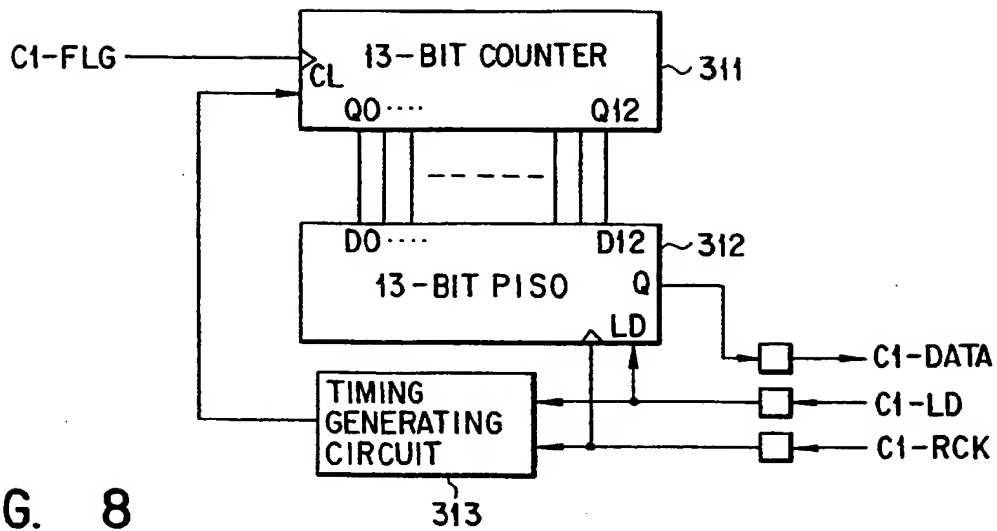 C1-FLG
13-BIT COUNTER
CL
Q0 ···· Q12
311
D0 ···· D12
312
13-BIT PISO
Q
LD
C1-DATA
TIMING
GENERATING
CIRCUIT
C1-LD
C1-RCK
313
G. 8